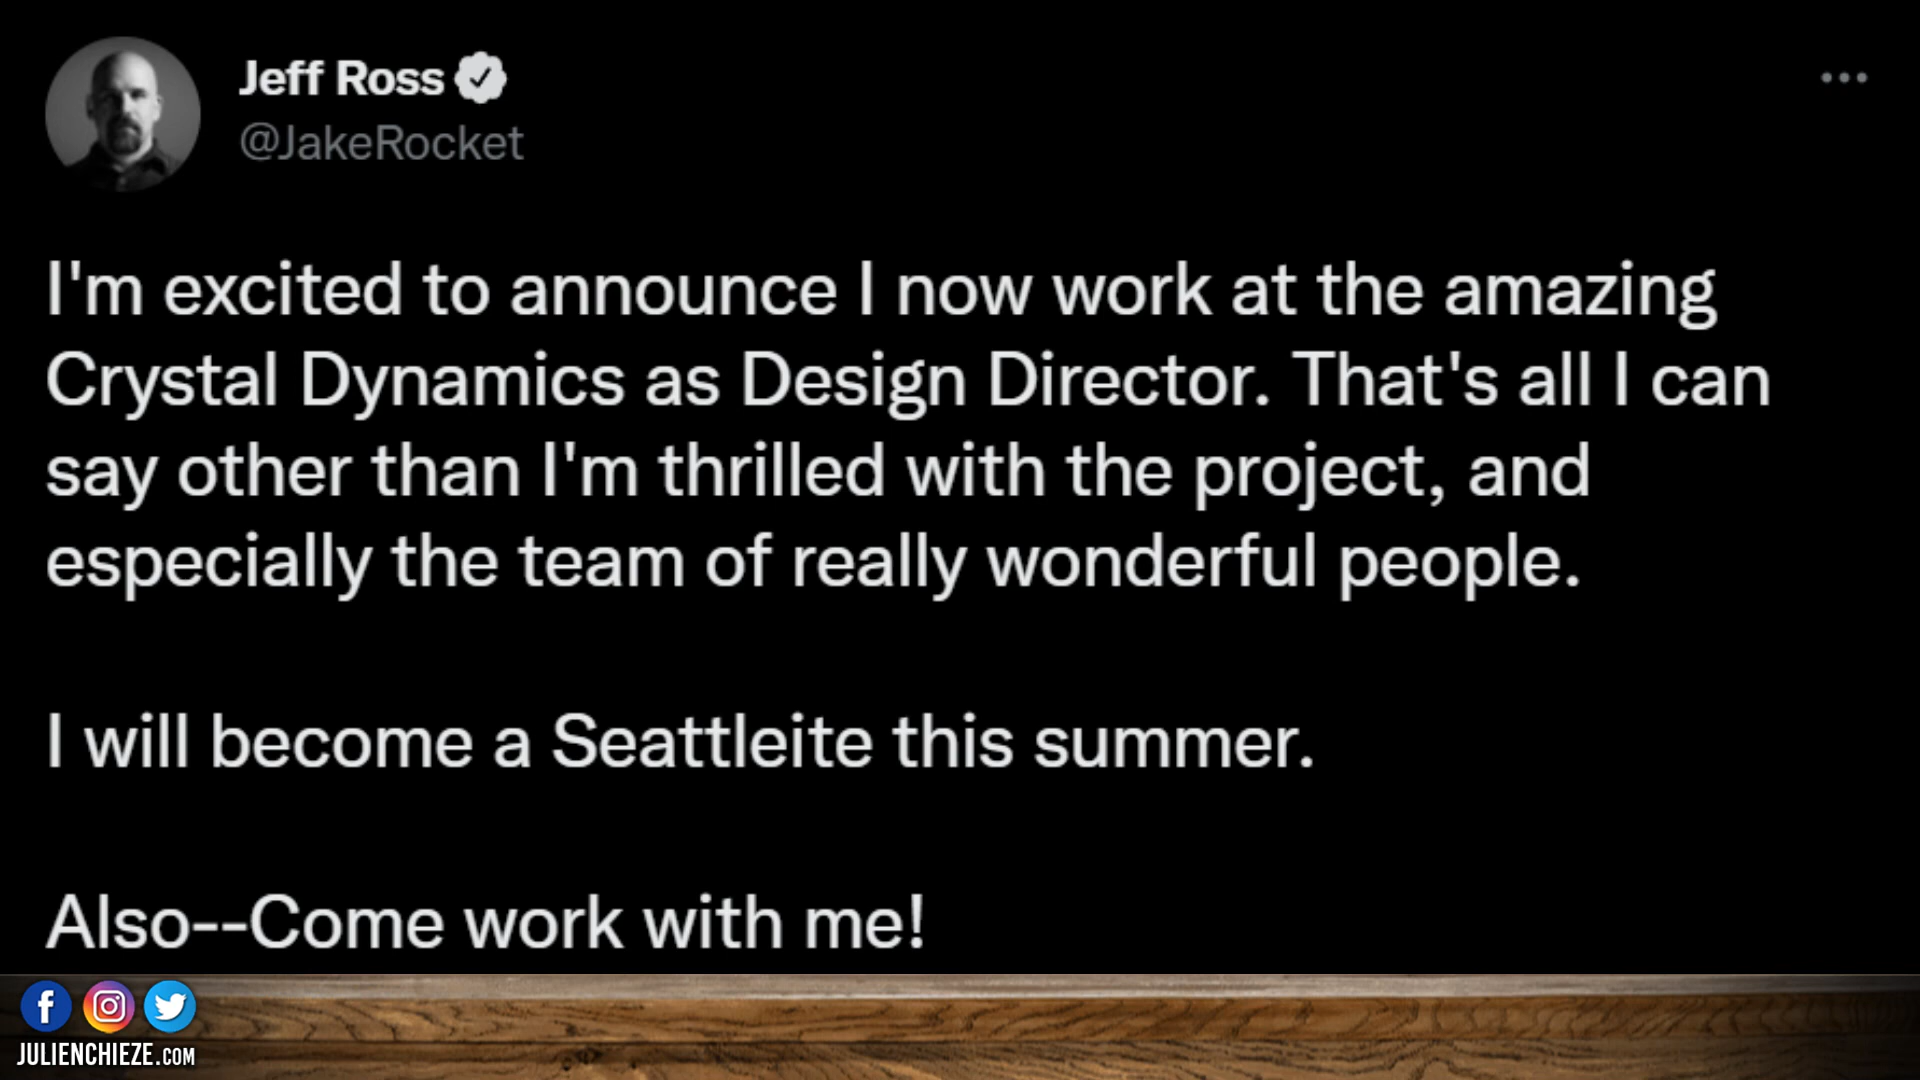 Jeff Ross
@JakeRocket
I'm excited to announce I now work at the amazing
Crystal Dynamics as Design Director. That's all I can
say other than I'm thrilled with the project, and
especially the team of really wonderful people.
I will become a Seattleite this summer.
Also--Come work with me!
JULIENCHIEZE.COM